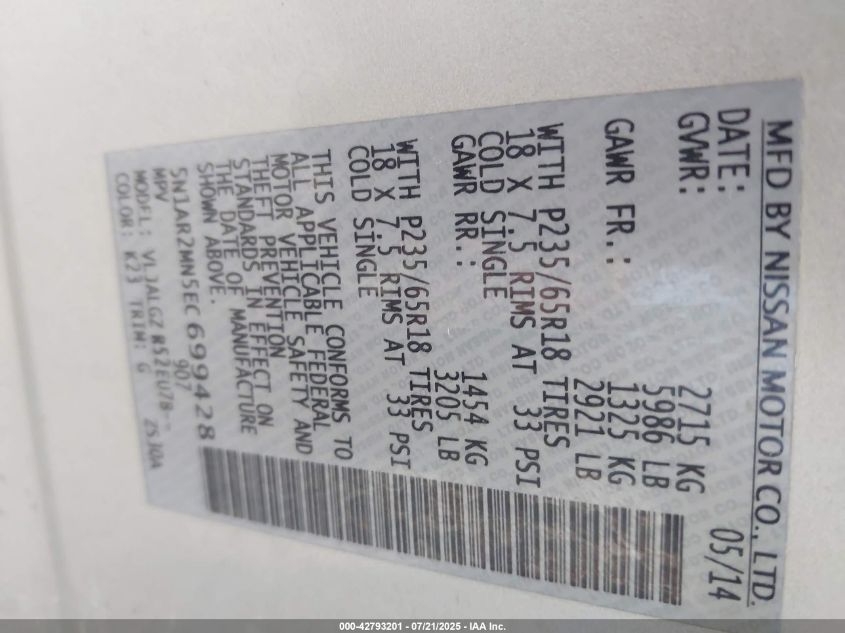 MFD BY NISSAN MOTOR CO., LTD.
DATE: 05/14
GVWR: 2715 KG
5986 LB
GAWR FR.: 1325 KG
2921 LB
WITH P235/65R18 TIRES
18 X 7.5 RIMS AT 33 PSI
COLD SINGLE
GAWR RR.: 1454 KG
3205 LB
WITH P235/65R18 TIRES
18 X 7.5 RIMS AT 33 PSI
COLD SINGLE
THIS VEHICLE CONFORMS TO
ALL APPLICABLE FEDERAL
MOTOR VEHICLE SAFETY AND
THEFT PREVENTION
STANDARDS IN EFFECT ON
THE DATE OF MANUFACTURE
SHOWN ABOVE.
5N1AR2MN5EC699428
MPV 907
MODEL: VLJALGZ R52EU7B--
COLOR: K23 TRIM: G
000-42793201 - 07/21/2025 - IAA Inc.